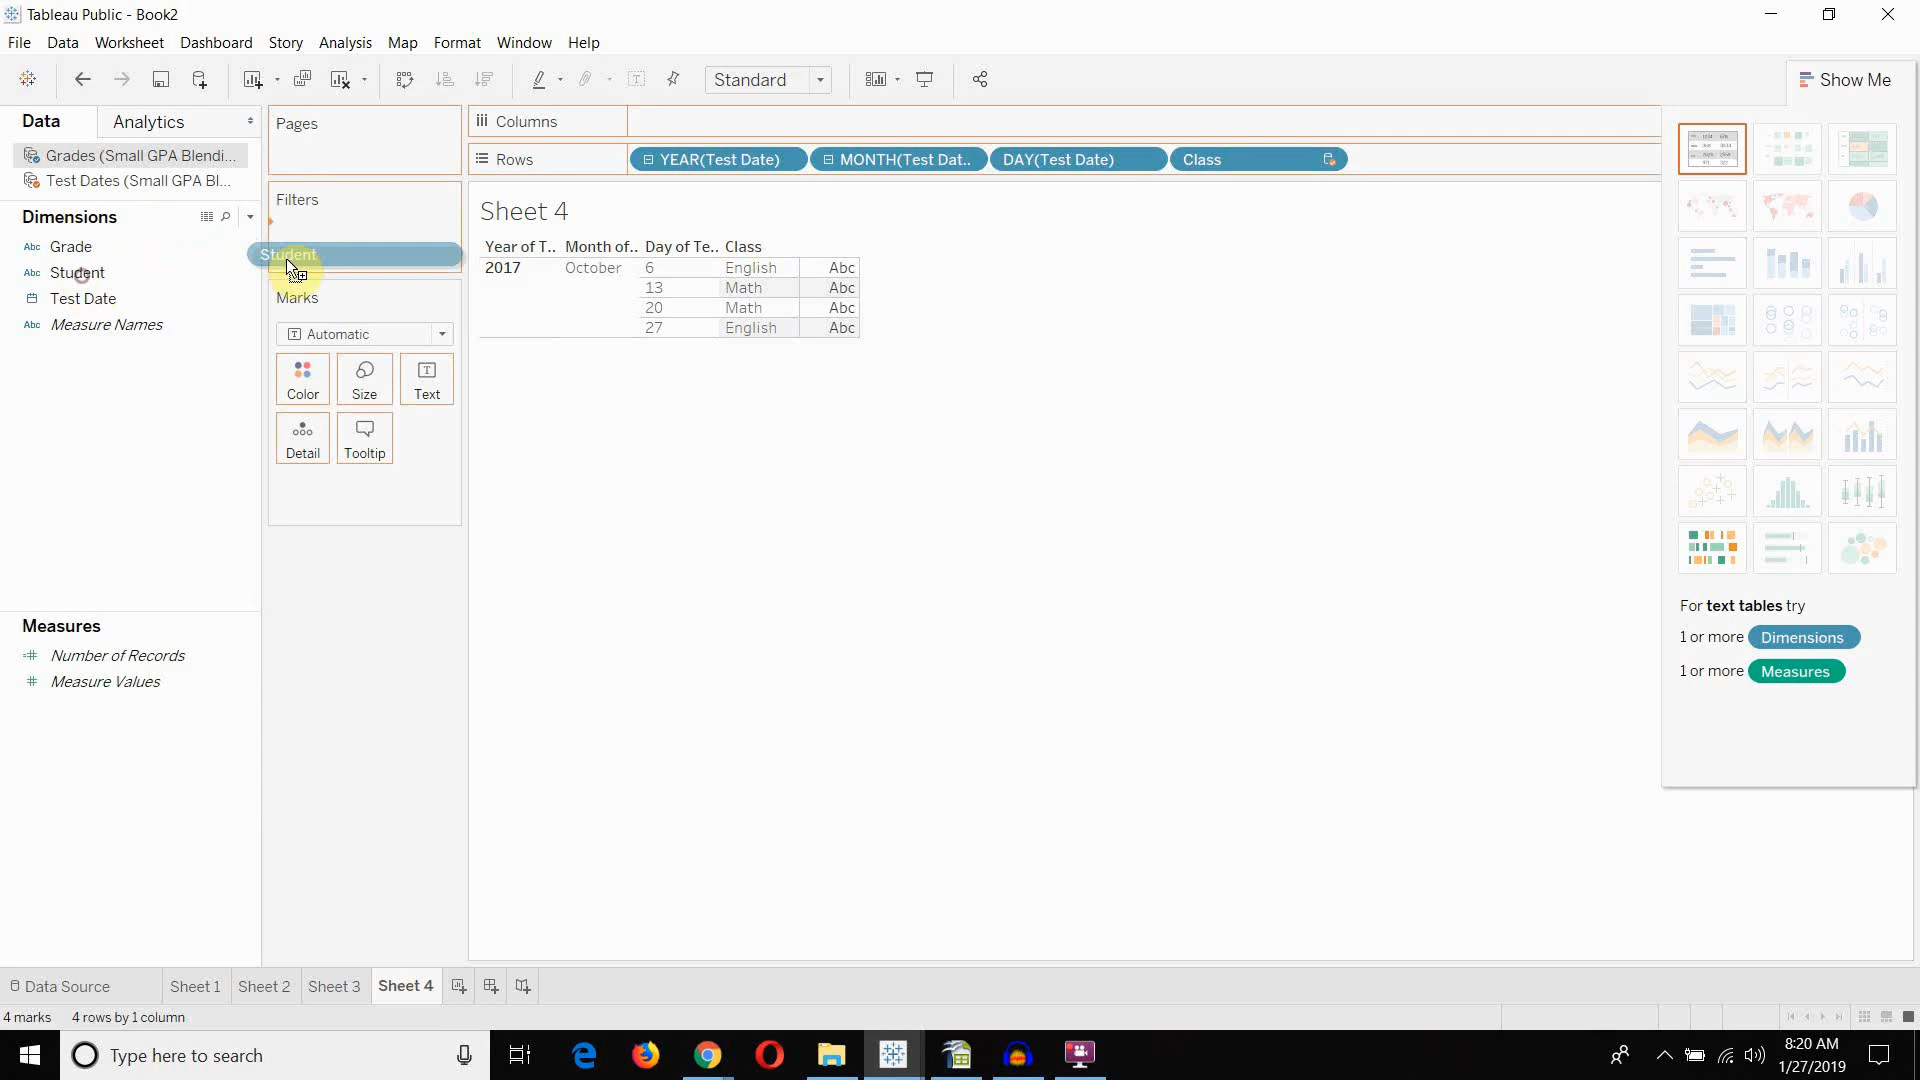 Tableau Public - Book2
File Data Worksheet Dashboard Story Analysis Map Format Window Help
Standard
Show Me
Data Analytics
Grades (Small GPA Blendi...
Test Dates (Small GPA Bl...
Dimensions
Abc Grade
Abc Student
Test Date
Abc Measure Names
Measures
Number of Records
Measure Values
Pages
Filters
Student
Marks
Automatic
Color Size Text
Detail Tooltip
Columns
Rows YEAR(Test Date) MONTH(Test Dat.. DAY(Test Date) Class
Sheet 4
Year of T.. Month of.. Day of Te.. Class
2017 October 6 English Abc
13 Math Abc
20 Math Abc
27 English Abc
For text tables try
1 or more Dimensions
1 or more Measures
Data Source Sheet 1 Sheet 2 Sheet 3 Sheet 4
4 marks 4 rows by 1 column
Type here to search
8:20 AM
1/27/2019